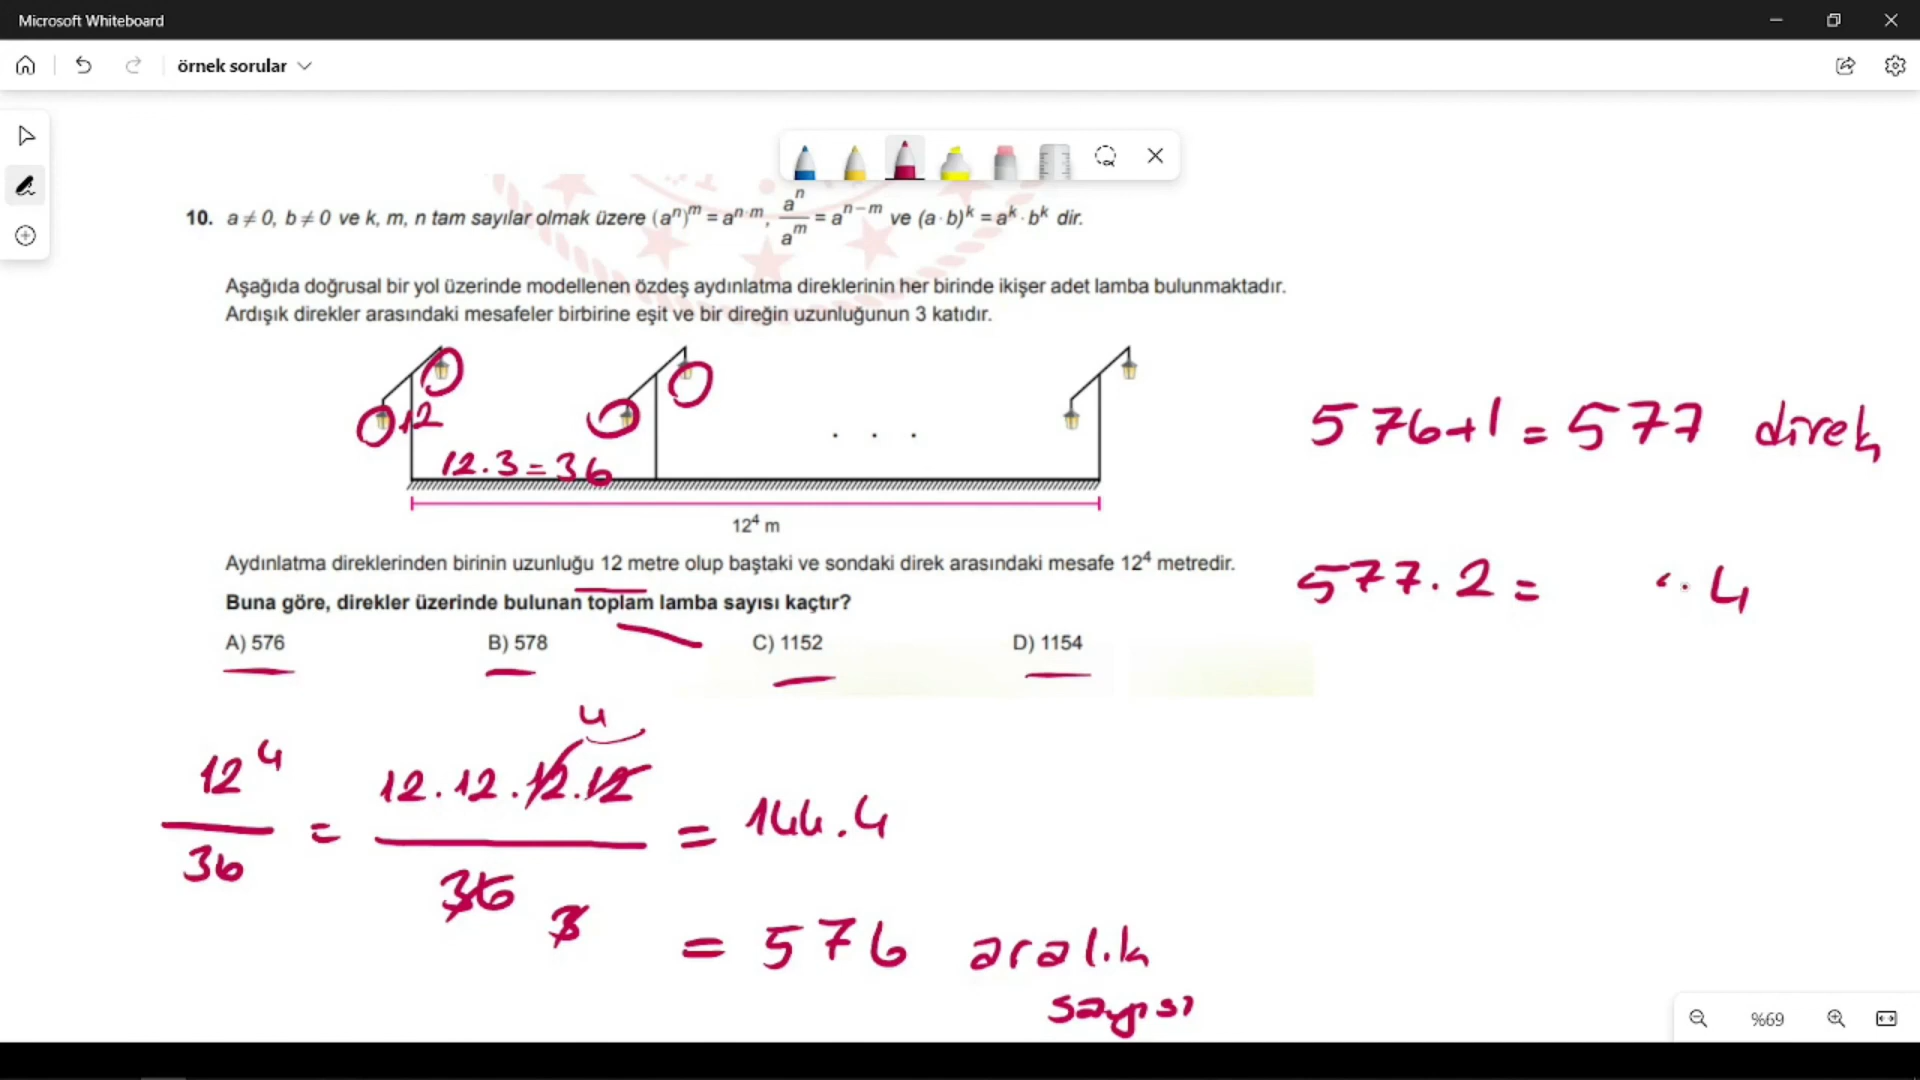 Microsoft Whiteboard
örnek sorular
10. a ≠ 0, b ≠ 0 ve k, m, n tam sayılar olmak üzere (aⁿ)ᵐ = aⁿ·ᵐ, aⁿ/aᵐ = aⁿ⁻ᵐ ve (a · b)ᵏ = aᵏ · bᵏ dir.
Aşağıda doğrusal bir yol üzerinde modellenen özdeş aydınlatma direklerinin her birinde ikişer adet lamba bulunmaktadır.
Ardışık direkler arasındaki mesafeler birbirine eşit ve bir direğin uzunluğunun 3 katıdır.
12
12.3=36
. . .
12⁴ m
576+1=577 direk
Aydınlatma direklerinden birinin uzunluğu 12 metre olup baştaki ve sondaki direk arasındaki mesafe 12⁴ metredir.
577.2= 4
Buna göre, direkler üzerinde bulunan toplam lamba sayısı kaçtır?
A) 576 B) 578 C) 1152 D) 1154
4
12⁴/36 = 12.12.12.12/36 = 144.4
3
= 576 aralık
sayısı
%69